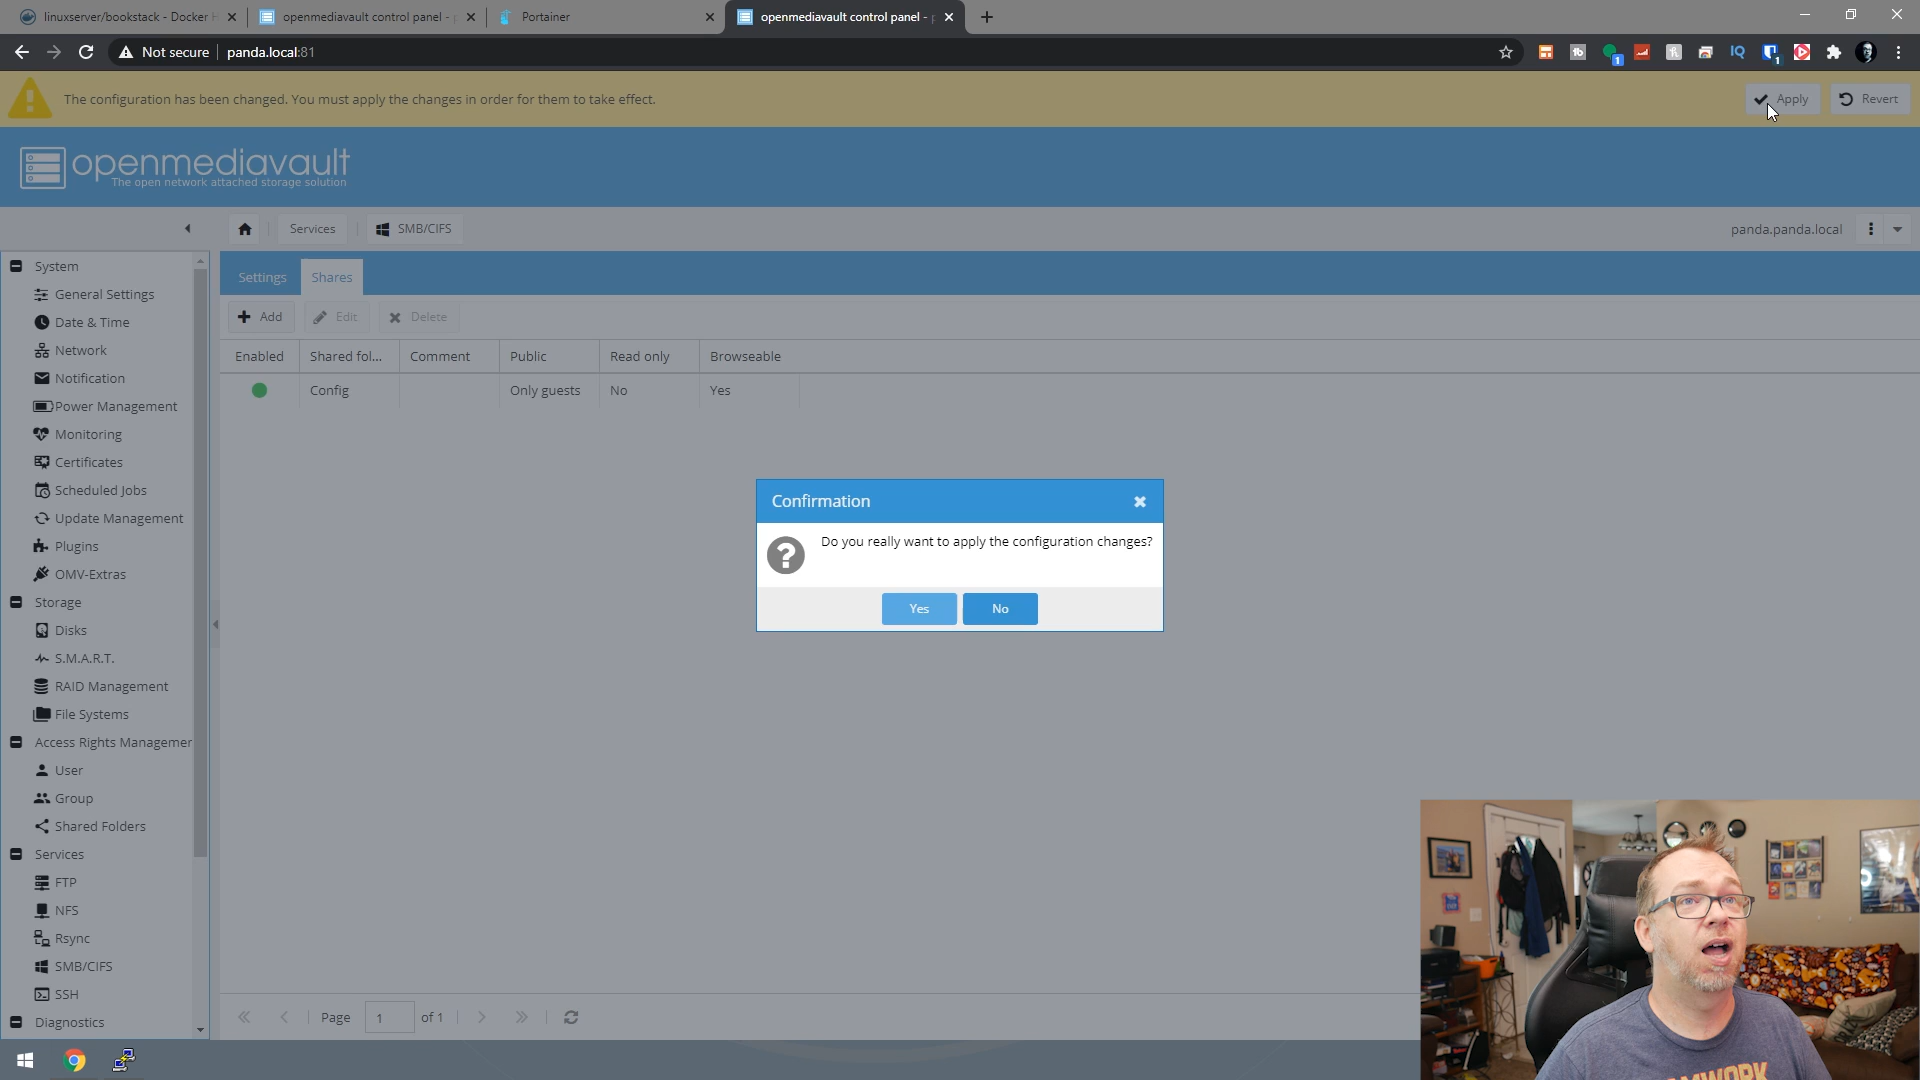 linuxserver/bookstack - Docker H
openmediavault control panel - p
Portainer
openmediavault control panel - p
Not secure
panda.local:81
The configuration has been changed. You must apply the changes in order for them to take effect.
Apply
Revert
openmediavault
The open network attached storage solution
Services
SMB/CIFS
panda.panda.local
Settings
Shares
Add
Edit
Delete
Enabled
Shared fol...
Comment
Public
Read only
Browseable
Config
Only guests
No
Yes
Confirmation
Do you really want to apply the configuration changes?
Yes
No
System
General Settings
Date & Time
Network
Notification
Power Management
Monitoring
Certificates
Scheduled Jobs
Update Management
Plugins
OMV-Extras
Storage
Disks
S.M.A.R.T.
RAID Management
File Systems
Access Rights Managemen
User
Group
Shared Folders
Services
FTP
NFS
Rsync
SMB/CIFS
SSH
Diagnostics
Page
1
of 1